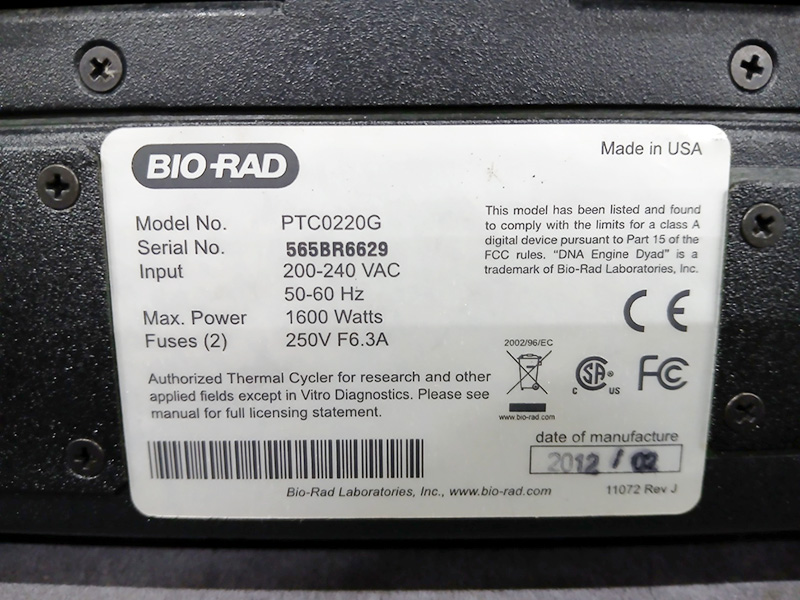 BIO-RAD
Made in USA
Model No. PTC0220G
Serial No. 565BR6629
Input 200-240 VAC
50-60 Hz
Max. Power 1600 Watts
Fuses (2) 250V F6.3A
This model has been listed and found
to comply with the limits for a class A
digital device pursuant to Part 15 of the
FCC rules. "DNA Engine Dyad" is a
trademark of Bio-Rad Laboratories, Inc.
CE
Authorized Thermal Cycler for research and other
applied fields except in Vitro Diagnostics. Please see
manual for full licensing statement.
2002/96/EC
www.bio-rad.com
C SA® US
FC
date of manufacture
2012 / 02
Bio-Rad Laboratories, Inc., www.bio-rad.com
11072 Rev J